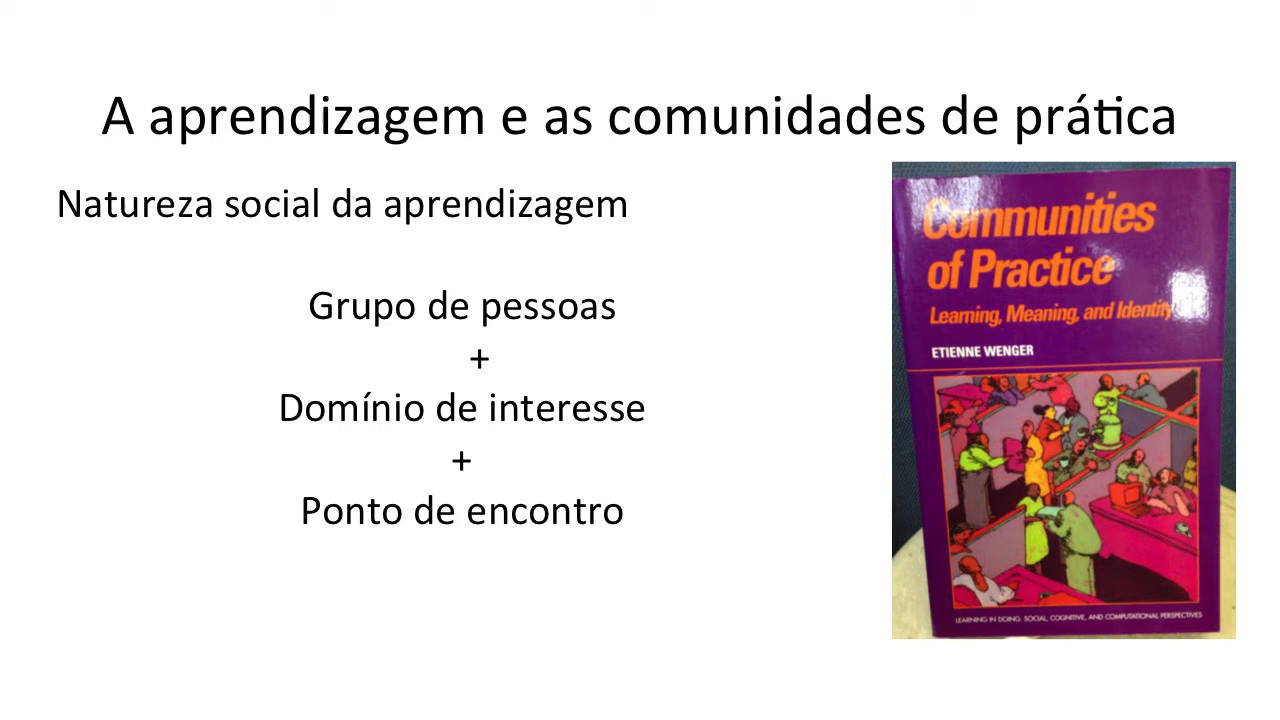 A aprendizagem e as comunidades de prática
Natureza social da aprendizagem
Grupo de pessoas
+
Domínio de interesse
+
Ponto de encontro
Communities
of Practice
Learning, Meaning, and Identity
ETIENNE WENGER
LEARNING IN DOING: SOCIAL, COGNITIVE, AND COMPUTATIONAL PERSPECTIVES